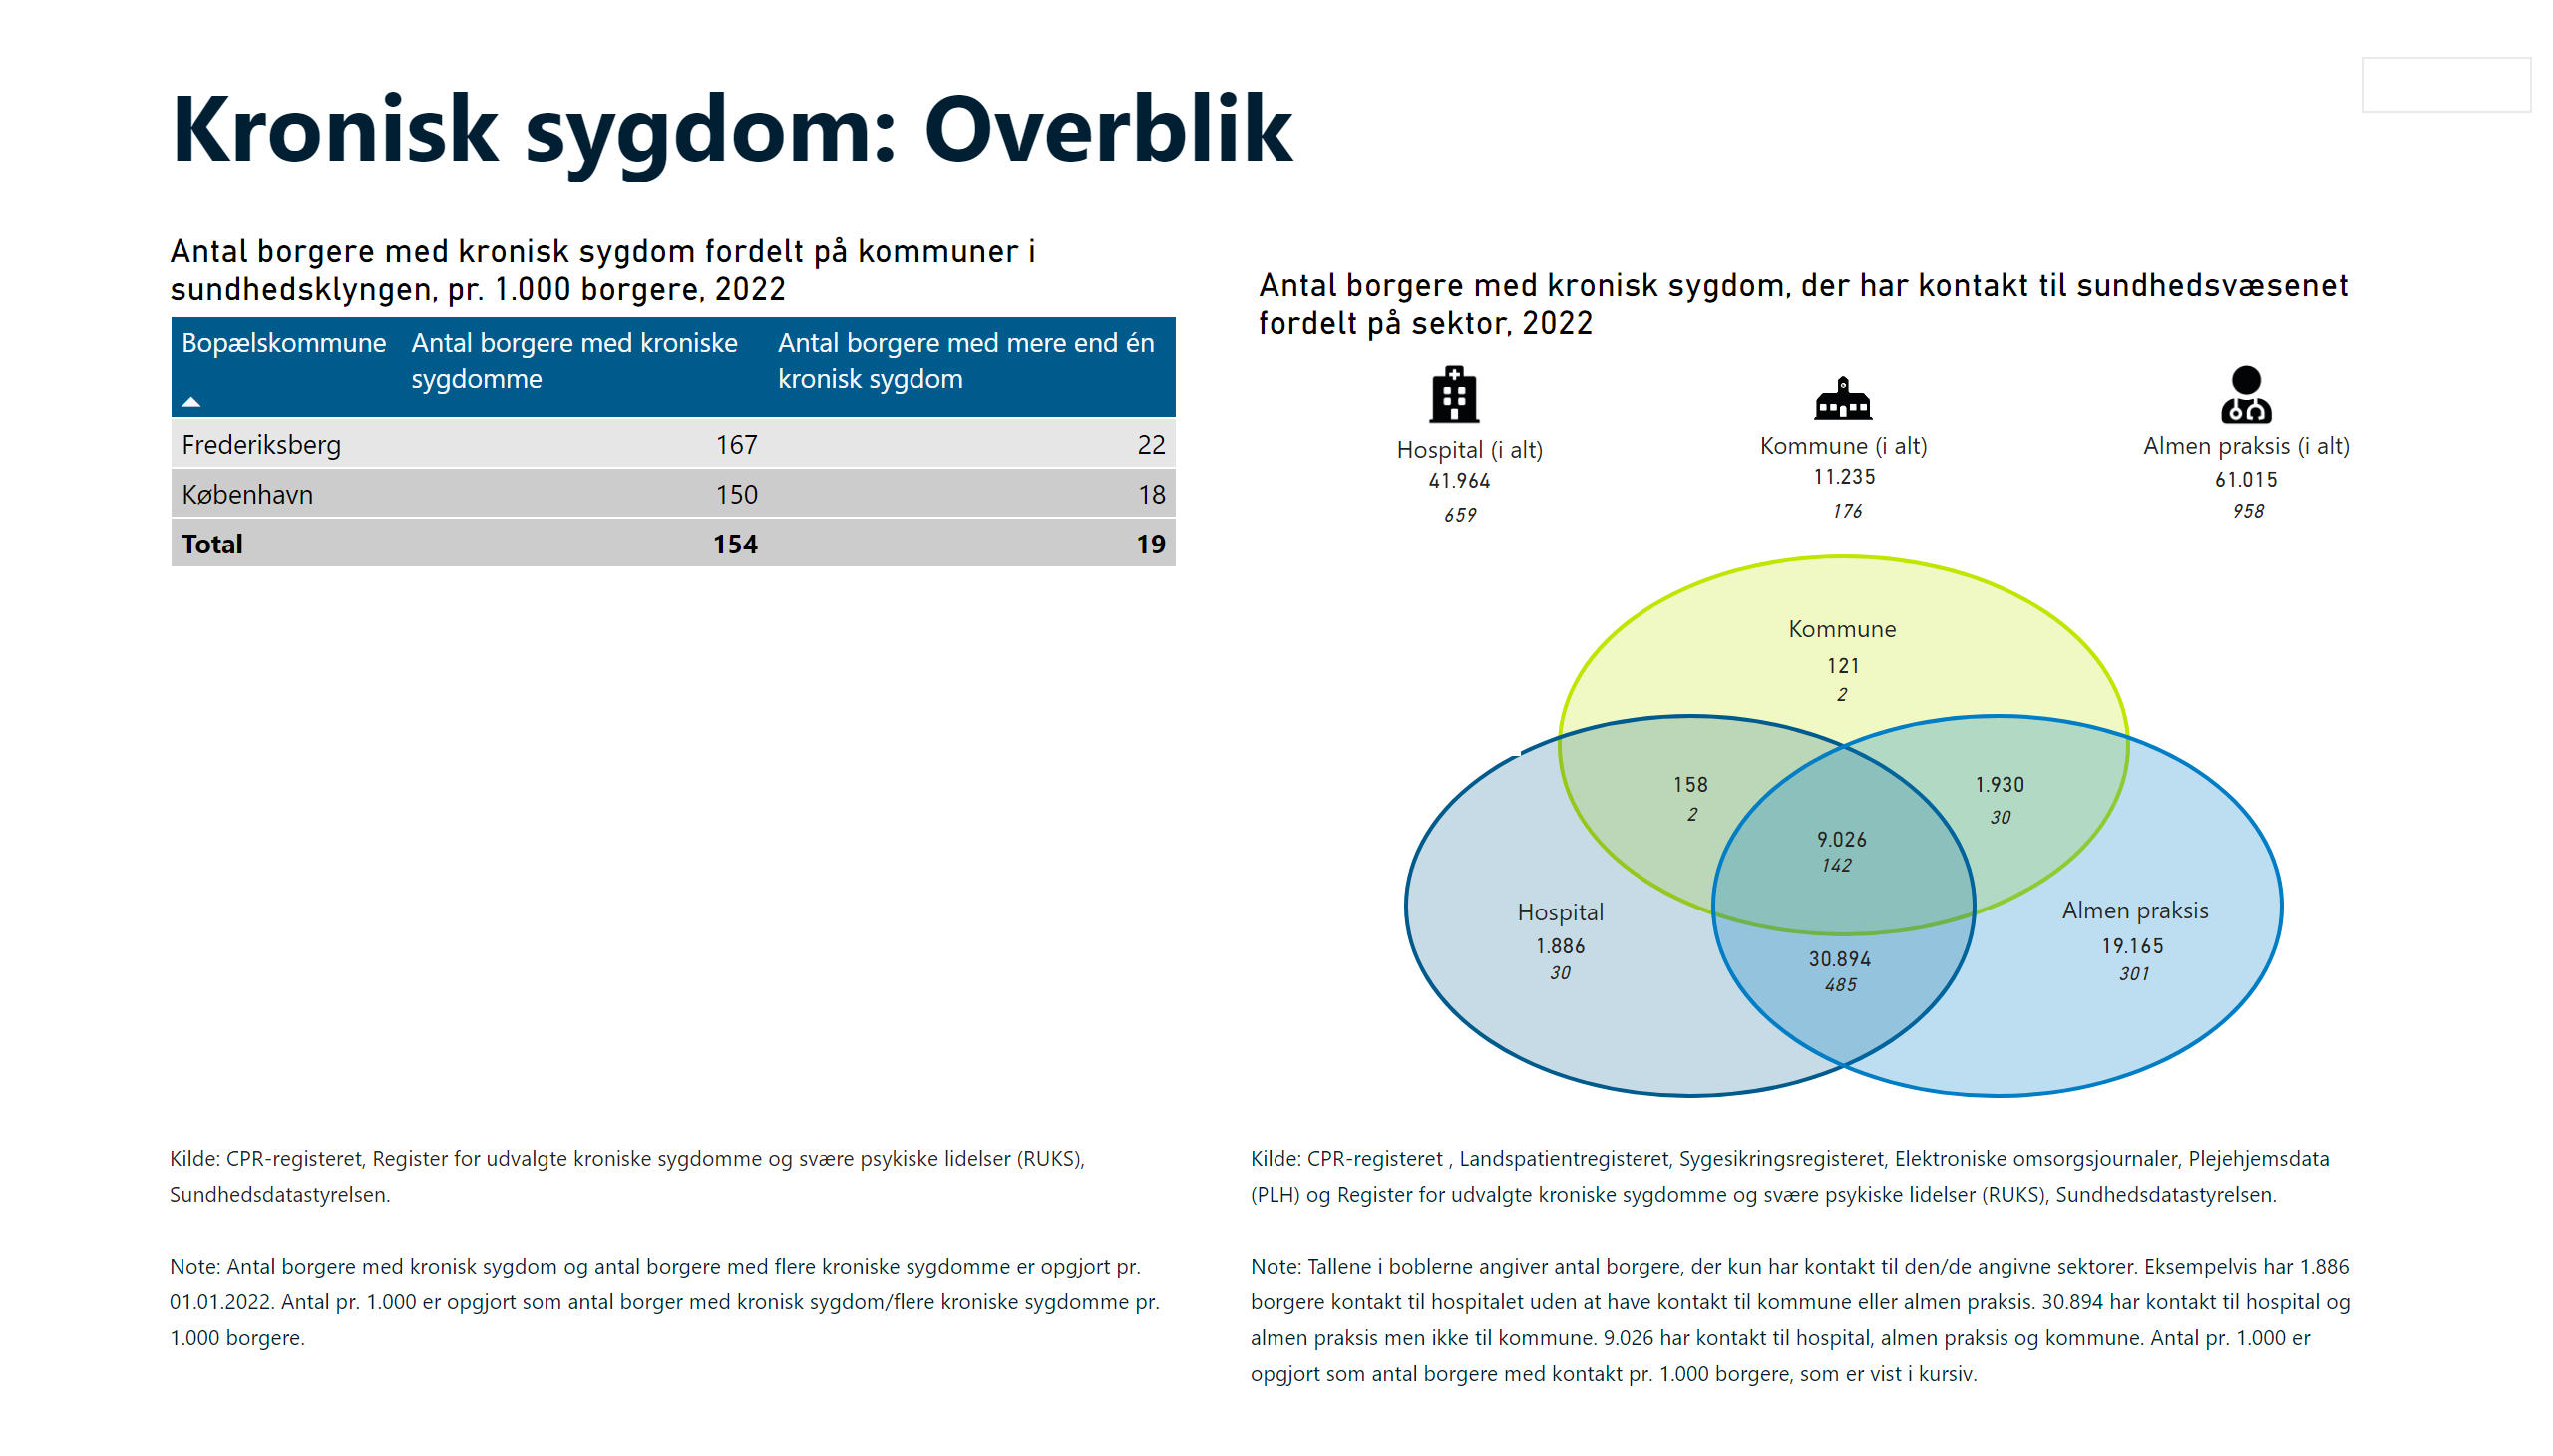 Kronisk sygdom: Overblik
Antal borgere med kronisk sygdom fordelt på kommuner i
sundhedsklyngen, pr. 1.000 borgere, 2022
Bopælskommune Antal borgere med kroniske sygdomme Antal borgere med mere end én kronisk sygdom
Frederiksberg 167 22
København 150 18
Total 154 19
Kilde: CPR-registeret, Register for udvalgte kroniske sygdomme og svære psykiske lidelser (RUKS),
Sundhedsdatastyrelsen.
Note: Antal borgere med kronisk sygdom og antal borgere med flere kroniske sygdomme er opgjort pr.
01.01.2022. Antal pr. 1.000 er opgjort som antal borger med kronisk sygdom/flere kroniske sygdomme pr.
1.000 borgere.
Antal borgere med kronisk sygdom, der har kontakt til sundhedsvæsenet
fordelt på sektor, 2022
Hospital (i alt)
41.964
659
Kommune (i alt)
11.235
176
Almen praksis (i alt)
61.015
958
Kommune
121
2
158
2
1.930
30
9.026
142
Hospital
1.886
30
30.894
485
Almen praksis
19.165
301
Kilde: CPR-registeret , Landspatientregisteret, Sygesikringsregisteret, Elektroniske omsorgsjournaler, Plejehjemsdata
(PLH) og Register for udvalgte kroniske sygdomme og svære psykiske lidelser (RUKS), Sundhedsdatastyrelsen.
Note: Tallene i boblerne angiver antal borgere, der kun har kontakt til den/de angivne sektorer. Eksempelvis har 1.886
borgere kontakt til hospitalet uden at have kontakt til kommune eller almen praksis. 30.894 har kontakt til hospital og
almen praksis men ikke til kommune. 9.026 har kontakt til hospital, almen praksis og kommune. Antal pr. 1.000 er
opgjort som antal borgere med kontakt pr. 1.000 borgere, som er vist i kursiv.